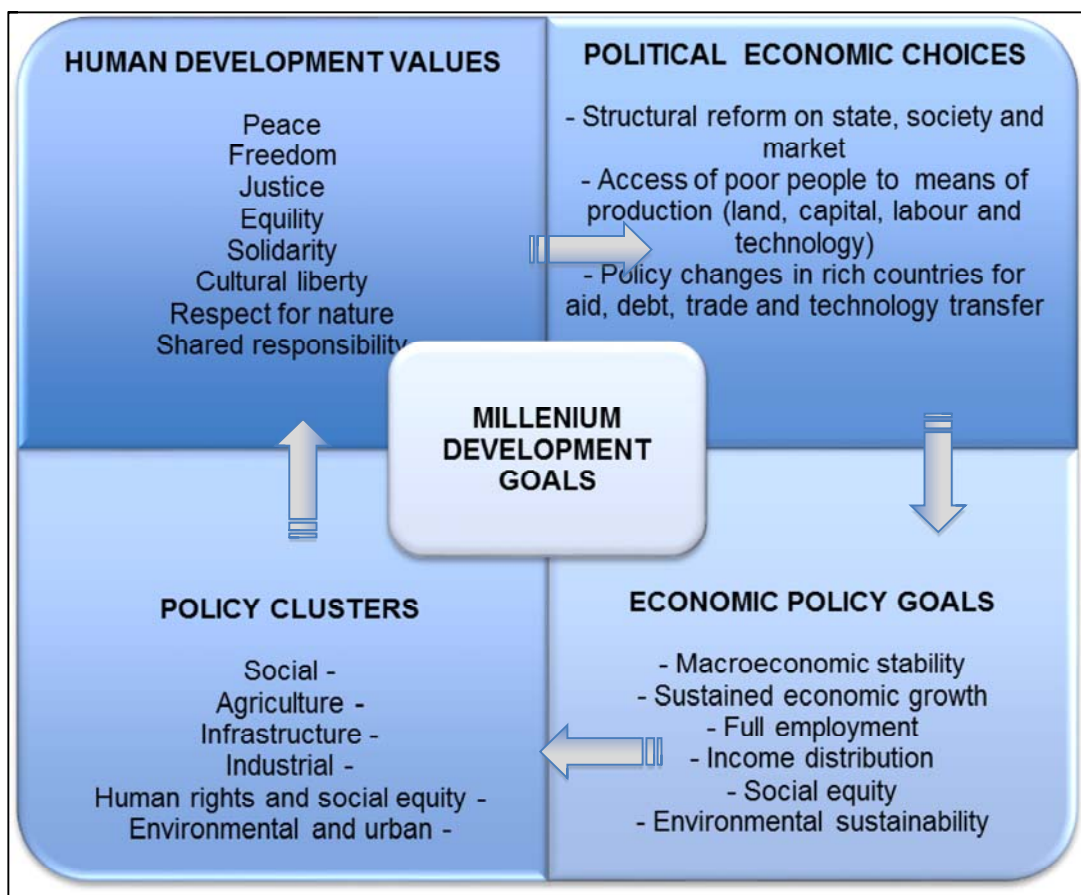 HUMAN DEVELOPMENT VALUES
Peace
Freedom
Justice
Equility
Solidarity
Cultural liberty
Respect for nature
Shared responsibility
POLITICAL ECONOMIC CHOICES
- Structural reform on state, society and
market
- Access of poor people to means of
production (land, capital, labour and
technology)
- Policy changes in rich countries for
aid, debt, trade and technology transfer
MILLENIUM
DEVELOPMENT
GOALS
POLICY CLUSTERS
Social -
Agriculture -
Infrastructure -
Industrial -
Human rights and social equity -
Environmental and urban -
ECONOMIC POLICY GOALS
- Macroeconomic stability
- Sustained economic growth
- Full employment
- Income distribution
- Social equity
- Environmental sustainability